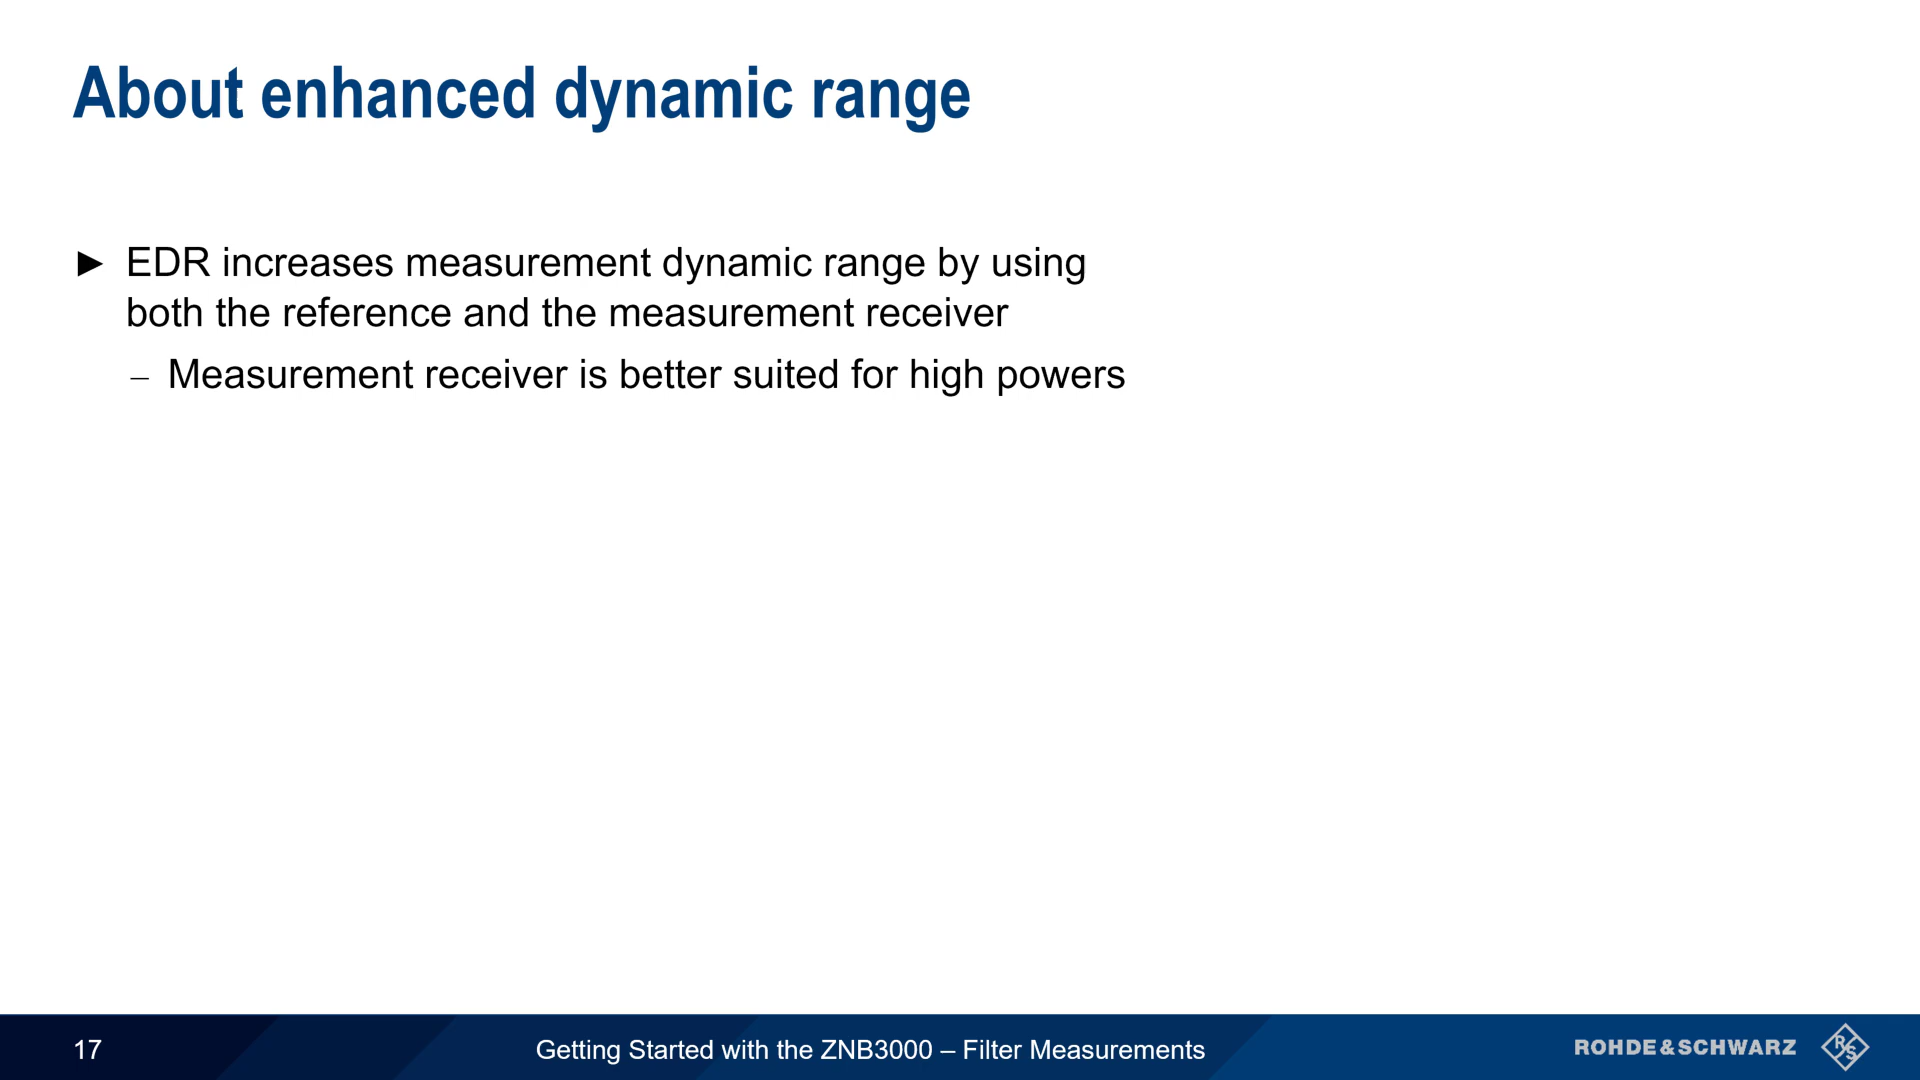 About enhanced dynamic range
► EDR increases measurement dynamic range by using
both the reference and the measurement receiver
– Measurement receiver is better suited for high powers
17
Getting Started with the ZNB3000 – Filter Measurements
ROHDE & SCHWARZ
R S